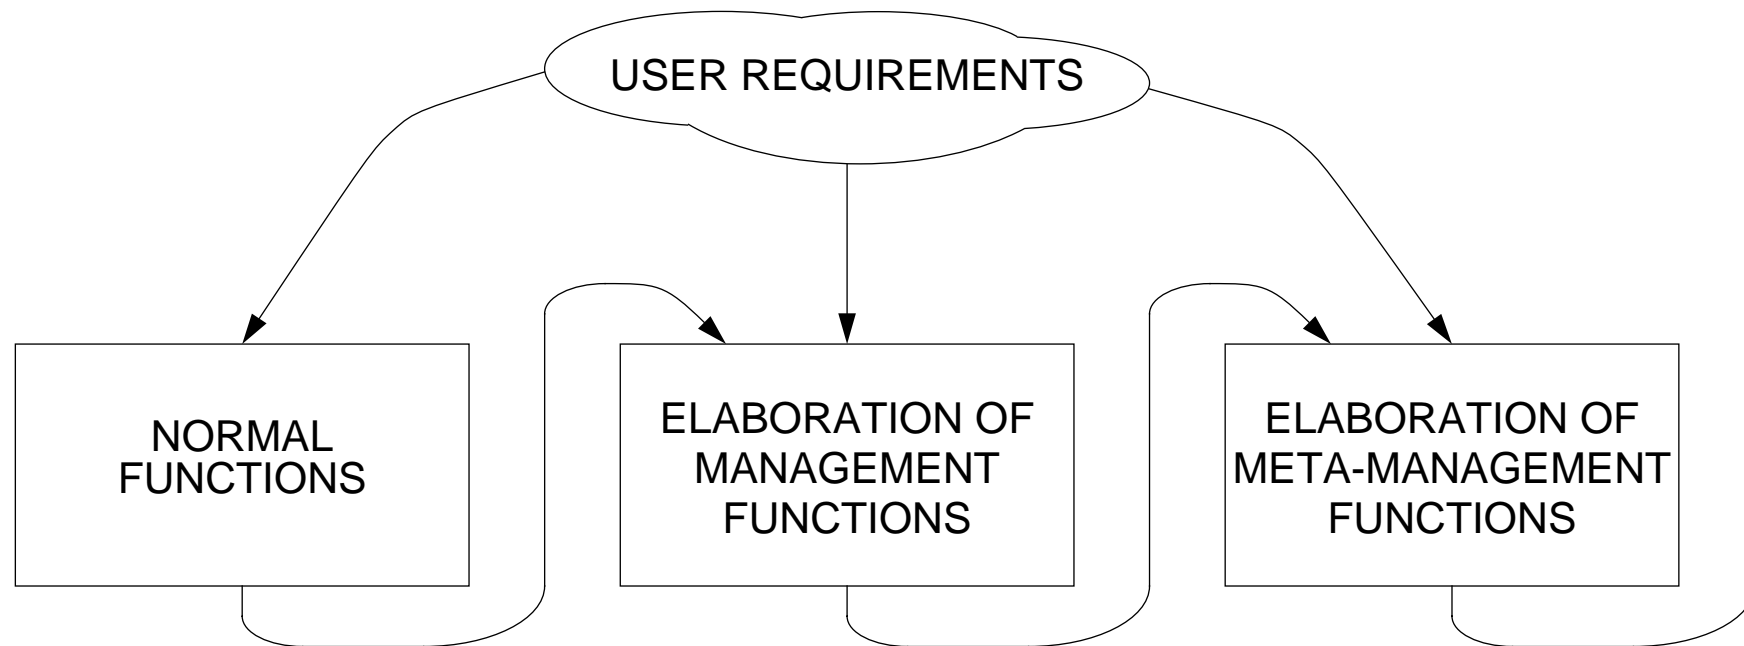 USER REQUIREMENTS
NORMAL
FUNCTIONS
ELABORATION OF
MANAGEMENT
FUNCTIONS
ELABORATION OF
META-MANAGEMENT
FUNCTIONS